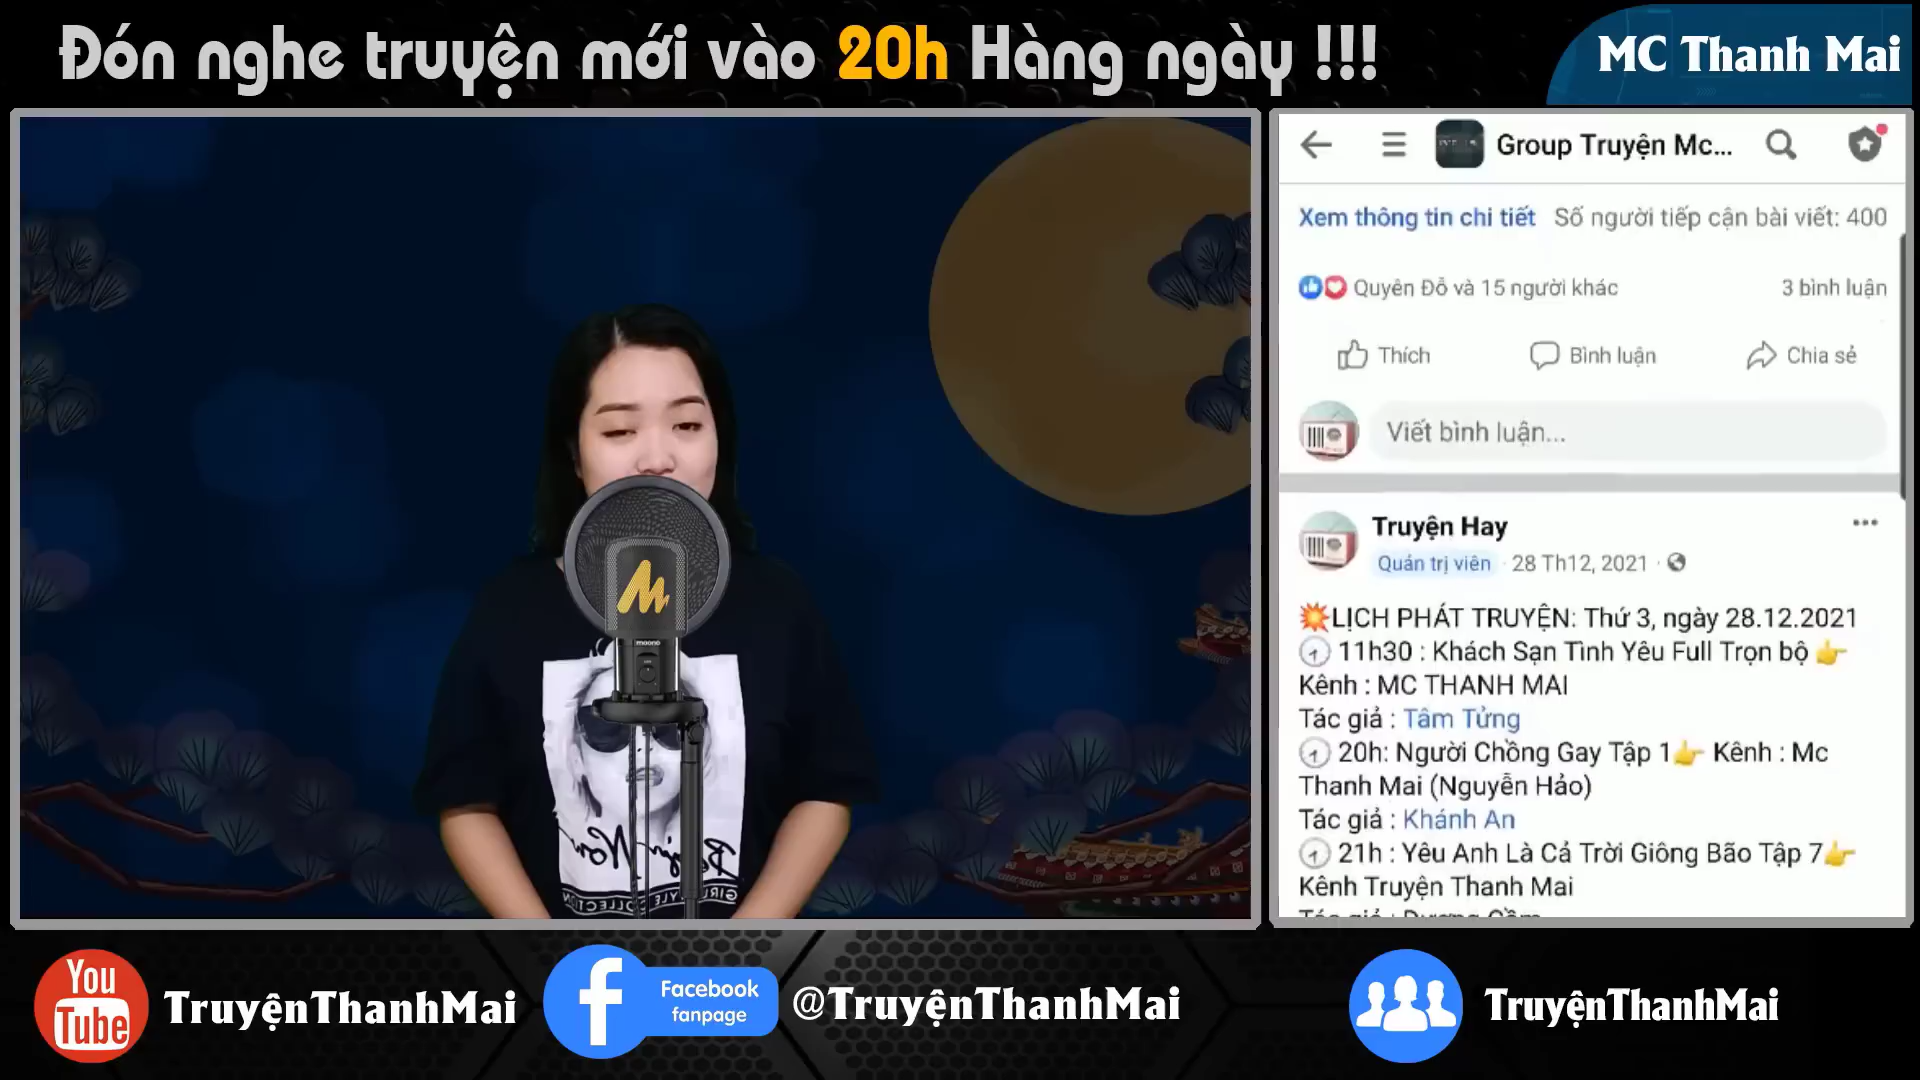 Đón nghe truyện mới vào 20h Hàng ngày !!!
MC Thanh Mai
Group Truyện Mc...
Xem thông tin chi tiết Số người tiếp cận bài viết: 400
Quyên Đỗ và 15 người khác 3 bình luận
Thích Bình luận Chia sẻ
Viết bình luận...
Truyện Hay
Quản trị viên · 28 Th12, 2021 ·
💥LỊCH PHÁT TRUYỆN: Thứ 3, ngày 28.12.2021
🕢 11h30 : Khách Sạn Tình Yêu Full Trọn bộ 👉
Kênh : MC THANH MAI
Tác giả : Tâm Tửng
🕢 20h: Người Chồng Gay Tập 1👉 Kênh : Mc
Thanh Mai (Nguyễn Hảo)
Tác giả : Khánh An
🕢 21h : Yêu Anh Là Cả Trời Giông Bão Tập 7👉
Kênh Truyện Thanh Mai
Tác giả : Dương Cầm
maono
You
Tube
TruyệnThanhMai
Facebook
fanpage
@TruyệnThanhMai
TruyệnThanhMai